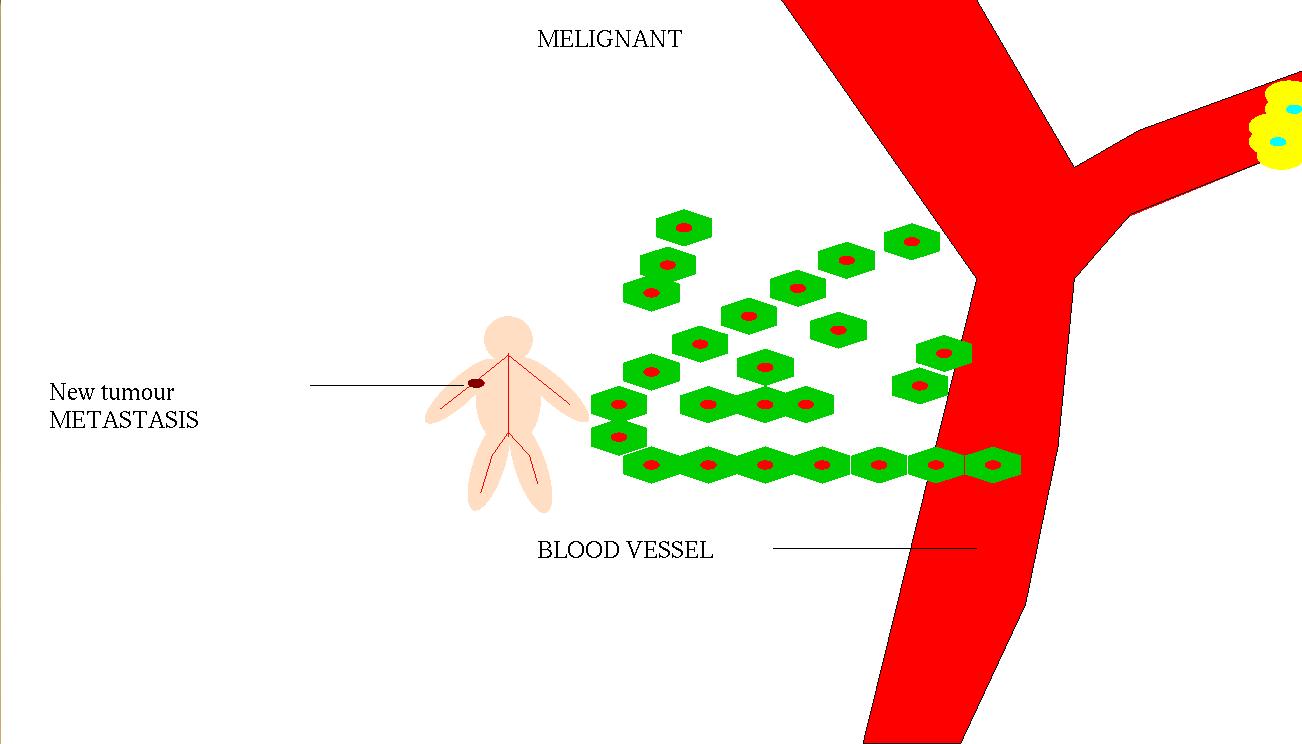 MELIGNANT
New tumour
METASTASIS
BLOOD VESSEL